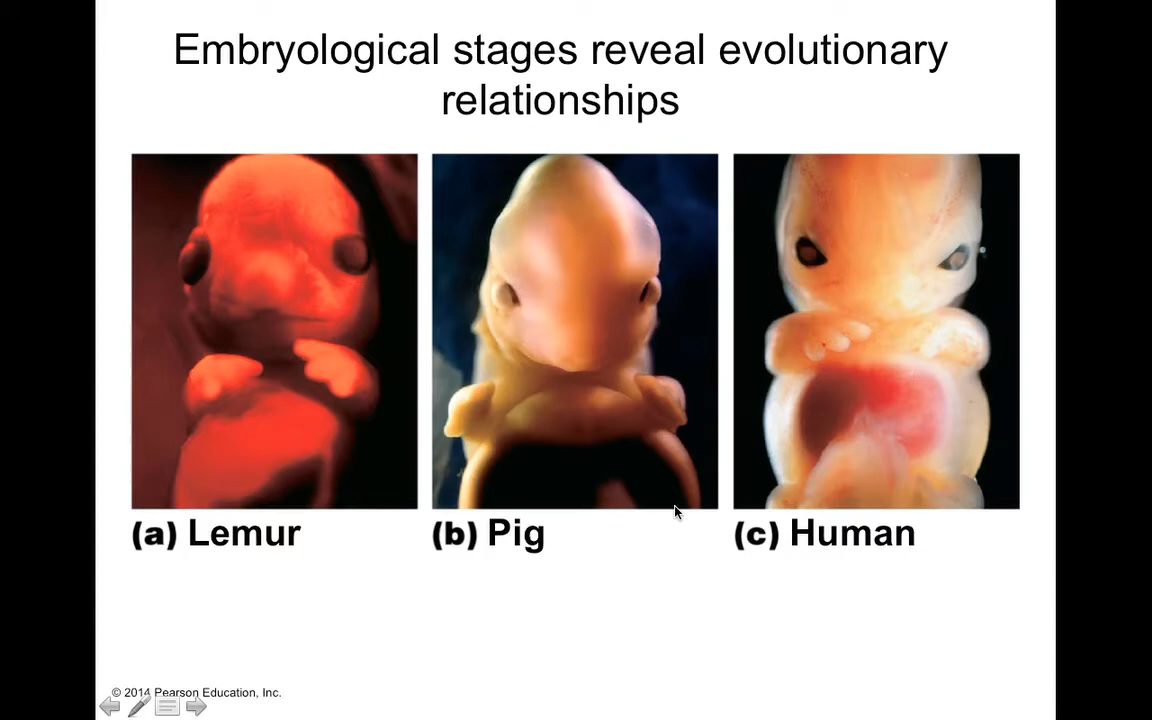 Embryological stages reveal evolutionary
relationships
(a) Lemur
(b) Pig
(c) Human
© 2014 Pearson Education, Inc.